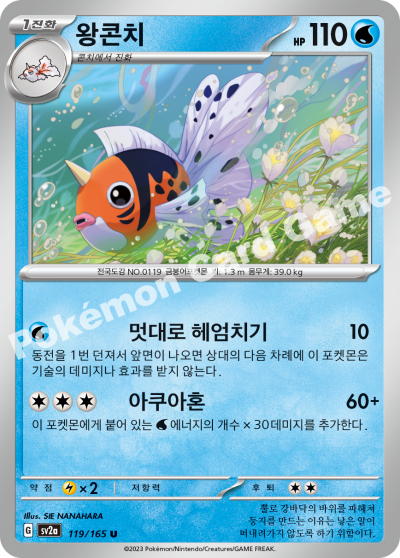 1진화
왕콘치
HP 110
콘치에서 진화
전국도감 NO.0119 금붕어포켓몬 키: 1.3 m 몸무게: 39.0 kg
멋대로 헤엄치기 10
동전을 1번 던져서 앞면이 나오면 상대의 다음 차례에 이 포켓몬은
기술의 데미지나 효과를 받지 않는다.
아쿠아혼 60+
이 포켓몬에게 붙어 있는 에너지의 개수 × 30데미지를 추가한다.
약점 ×2 저항력 후퇴
Illus. SIE NANAHARA
G sv2a 119/165 U
뿔로 강바닥의 바위를 파헤쳐
둥지를 만드는 이유는 낳은 알이
떠내려가지 않도록 하기 위함이다.
©2023 Pokémon/Nintendo/Creatures/GAME FREAK.
Pokémon Card Game